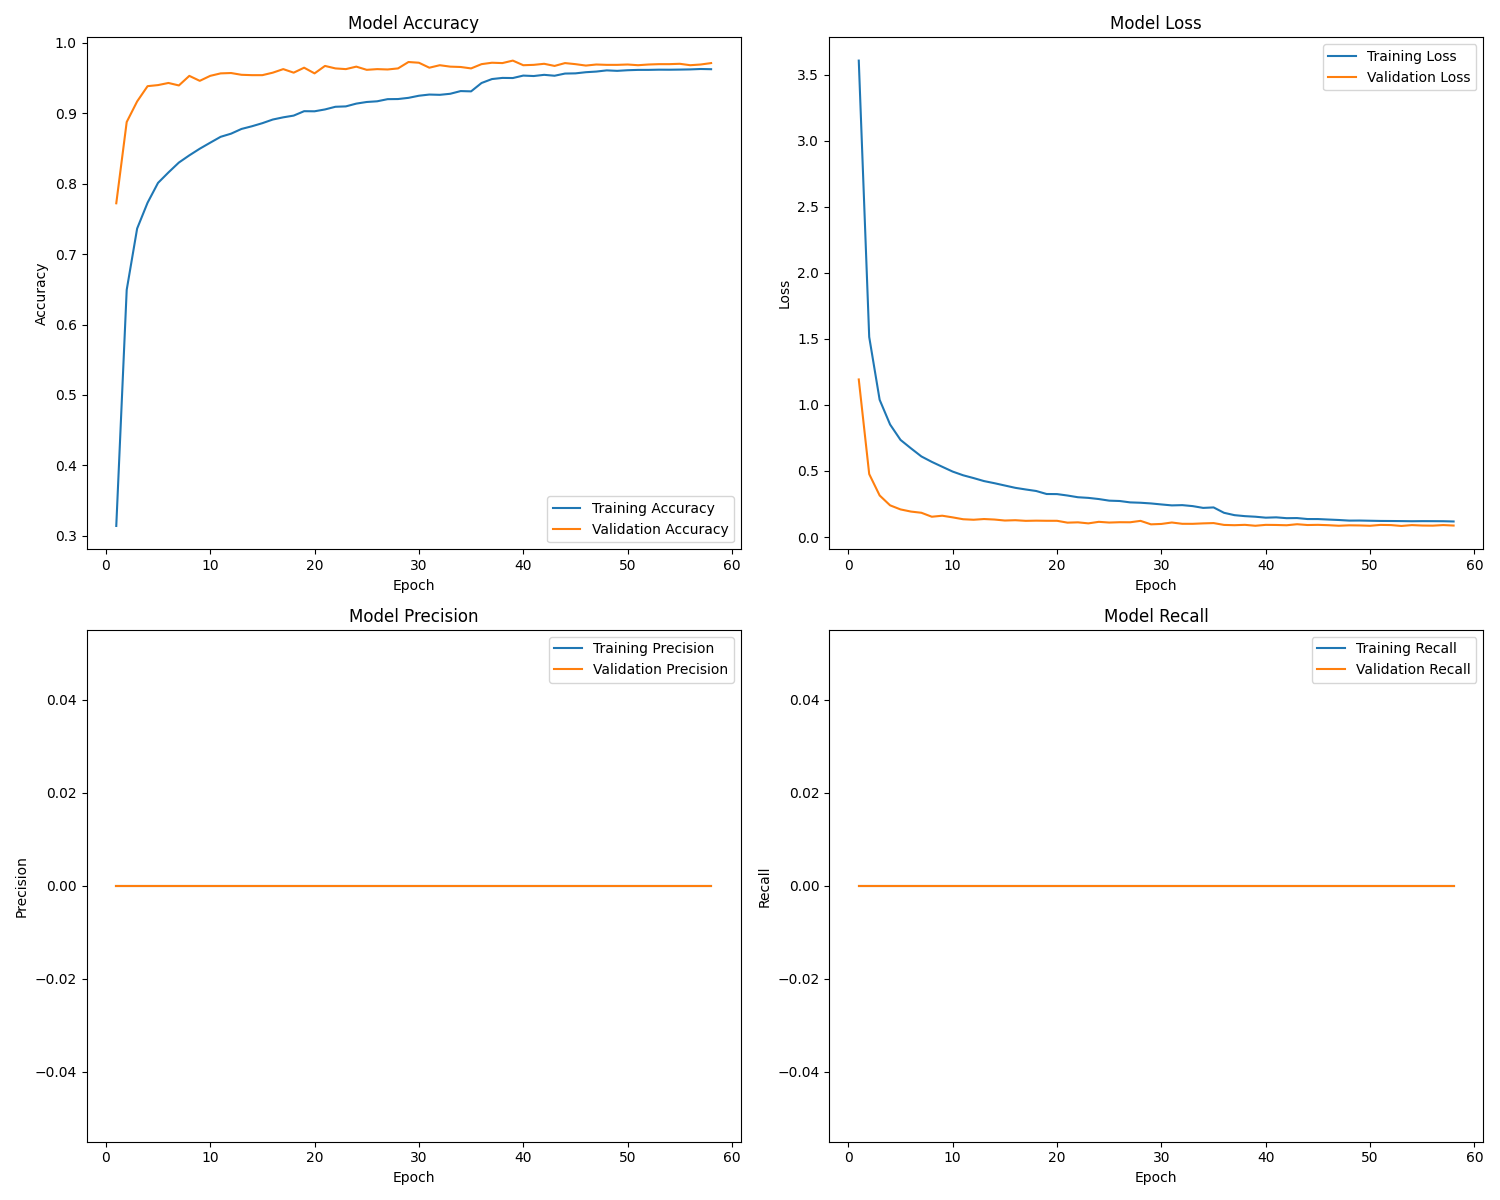 Model Accuracy
1.0
0.9
0.8
0.7
0.6
0.5
0.4
0.3
Accuracy
Training Accuracy
Validation Accuracy
0 10 20 30 40 50 60
Epoch
Model Loss
3.5
3.0
2.5
2.0
1.5
1.0
0.5
0.0
Loss
Training Loss
Validation Loss
0 10 20 30 40 50 60
Epoch
Model Precision
0.04
0.02
0.00
−0.02
−0.04
Precision
Training Precision
Validation Precision
0 10 20 30 40 50 60
Epoch
Model Recall
0.04
0.02
0.00
−0.02
−0.04
Recall
Training Recall
Validation Recall
0 10 20 30 40 50 60
Epoch